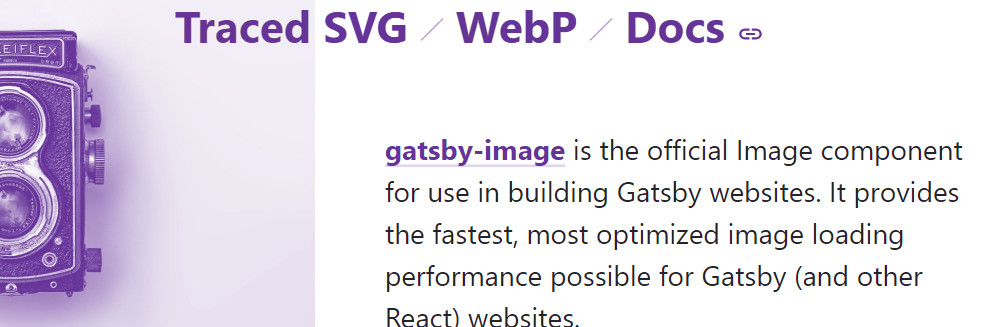 Traced SVG / WebP / Docs
gatsby-image is the official Image component
for use in building Gatsby websites. It provides
the fastest, most optimized image loading
performance possible for Gatsby (and other
React) websites.
EIFLEX